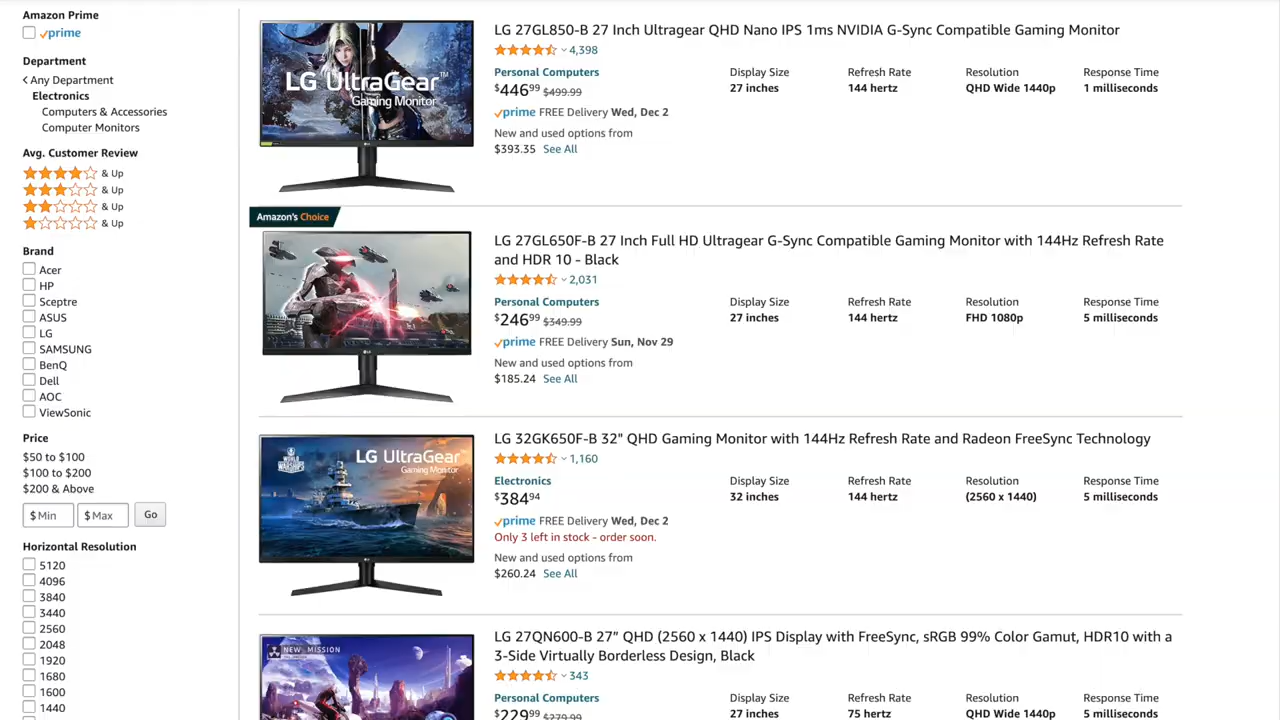 Amazon Prime
prime
Department
Any Department
Electronics
Computers & Accessories
Computer Monitors
Avg. Customer Review
& Up
& Up
& Up
& Up
Brand
Acer
HP
Sceptre
ASUS
LG
SAMSUNG
BenQ
Dell
AOC
ViewSonic
Price
$50 to $100
$100 to $200
$200 & Above
$ Min $ Max Go
Horizontal Resolution
5120
4096
3840
3440
2560
2048
1920
1680
1600
1440
LG UltraGear™
Gaming Monitor
LG 27GL850-B 27 Inch Ultragear QHD Nano IPS 1ms NVIDIA G-Sync Compatible Gaming Monitor
4,398
Personal Computers Display Size Refresh Rate Resolution Response Time
$446.99 $499.99 27 inches 144 hertz QHD Wide 1440p 1 milliseconds
prime FREE Delivery Wed, Dec 2
New and used options from
$393.35 See All
Amazon's Choice
LG 27GL650F-B 27 Inch Full HD Ultragear G-Sync Compatible Gaming Monitor with 144Hz Refresh Rate
and HDR 10 - Black
2,031
Personal Computers Display Size Refresh Rate Resolution Response Time
$246.99 $349.99 27 inches 144 hertz FHD 1080p 5 milliseconds
prime FREE Delivery Sun, Nov 29
New and used options from
$185.24 See All
WORLD
WARSHIPS
LG UltraGear
Gaming Monitor
LG 32GK650F-B 32" QHD Gaming Monitor with 144Hz Refresh Rate and Radeon FreeSync Technology
1,160
Electronics Display Size Refresh Rate Resolution Response Time
$384.94 32 inches 144 hertz (2560 x 1440) 5 milliseconds
prime FREE Delivery Wed, Dec 2
Only 3 left in stock - order soon.
New and used options from
$260.24 See All
NEW MISSION
LG 27QN600-B 27” QHD (2560 x 1440) IPS Display with FreeSync, sRGB 99% Color Gamut, HDR10 with a
3-Side Virtually Borderless Design, Black
343
Personal Computers Display Size Refresh Rate Resolution Response Time
$229.99 $279.99 27 inches 75 hertz QHD Wide 1440p 5 milliseconds